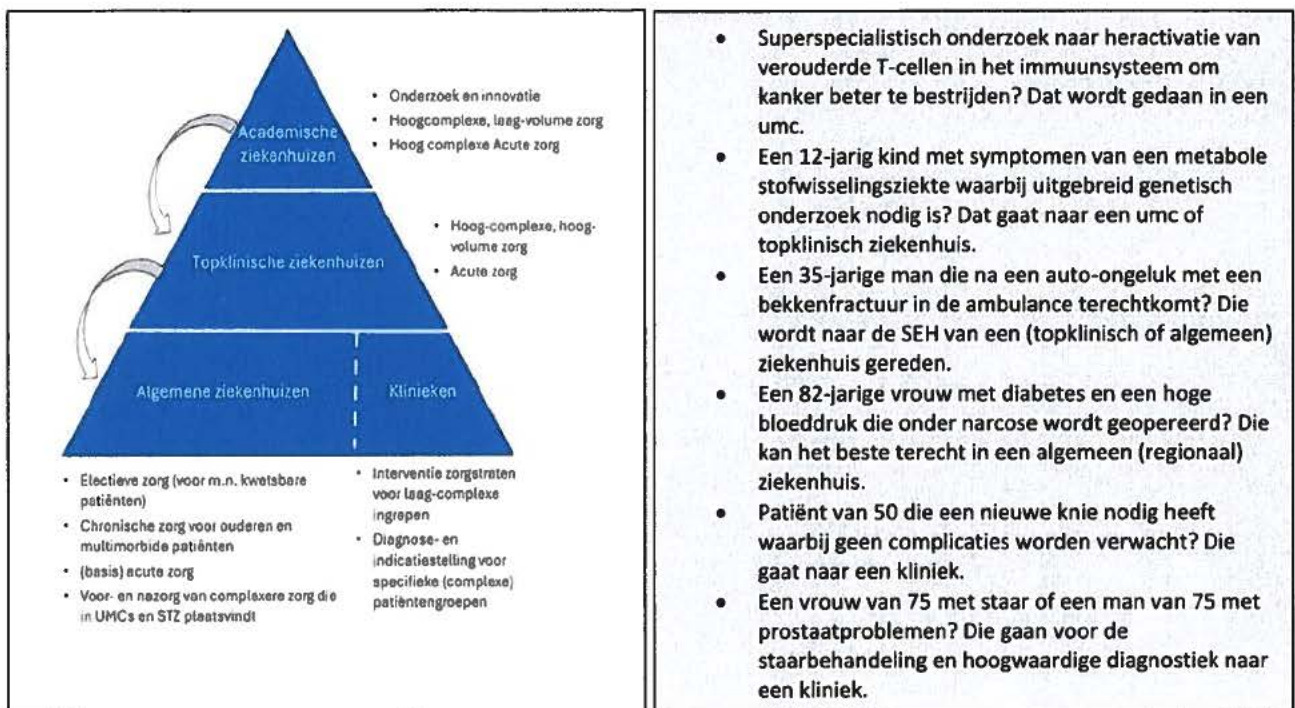 Academische
ziekenhuizen
• Onderzoek en innovatie
• Hoogcomplexe, laag-volume zorg
• Hoog complexe Acute zorg
Topklinische ziekenhuizen
• Hoog-complexe, hoog-
volume zorg
• Acute zorg
Algemene ziekenhuizen
Klinieken
• Electieve zorg (voor m.n. kwetsbare
patiënten)
• Chronische zorg voor ouderen en
multimorbide patiënten
• (basis) acute zorg
• Voor- en nazorg van complexere zorg die
in UMCs en STZ plaatsvindt
• Interventie zorgstraten
voor laag-complexe
ingrepen
• Diagnose- en
indicatiestelling voor
specifieke (complexe)
patiëntengroepen
• Superspecialistisch onderzoek naar heractivatie van
verouderde T-cellen in het immuunsysteem om
kanker beter te bestrijden? Dat wordt gedaan in een
umc.
• Een 12-jarig kind met symptomen van een metabole
stofwisselingsziekte waarbij uitgebreid genetisch
onderzoek nodig is? Dat gaat naar een umc of
topklinisch ziekenhuis.
• Een 35-jarige man die na een auto-ongeluk met een
bekkenfractuur in de ambulance terechtkomt? Die
wordt naar de SEH van een (topklinisch of algemeen)
ziekenhuis gereden.
• Een 82-jarige vrouw met diabetes en een hoge
bloeddruk die onder narcose wordt geopereerd? Die
kan het beste terecht in een algemeen (regionaal)
ziekenhuis.
• Patiënt van 50 die een nieuwe knie nodig heeft
waarbij geen complicaties worden verwacht? Die
gaat naar een kliniek.
• Een vrouw van 75 met staar of een man van 75 met
prostaatproblemen? Die gaan voor de
staarbehandeling en hoogwaardige diagnostiek naar
een kliniek.